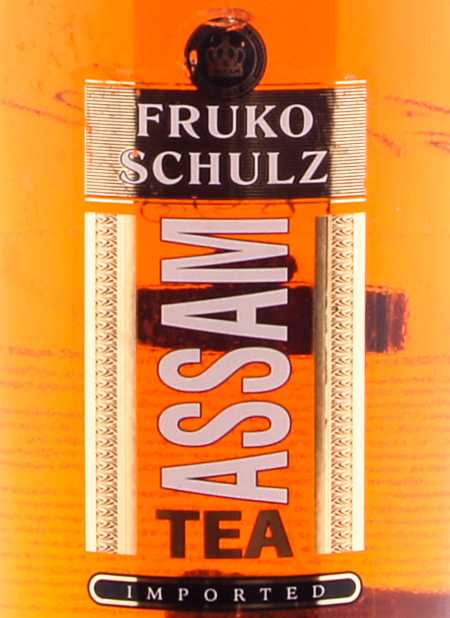 FRUKO
SCHULZ
ASSAM
TEA
IMPORTED